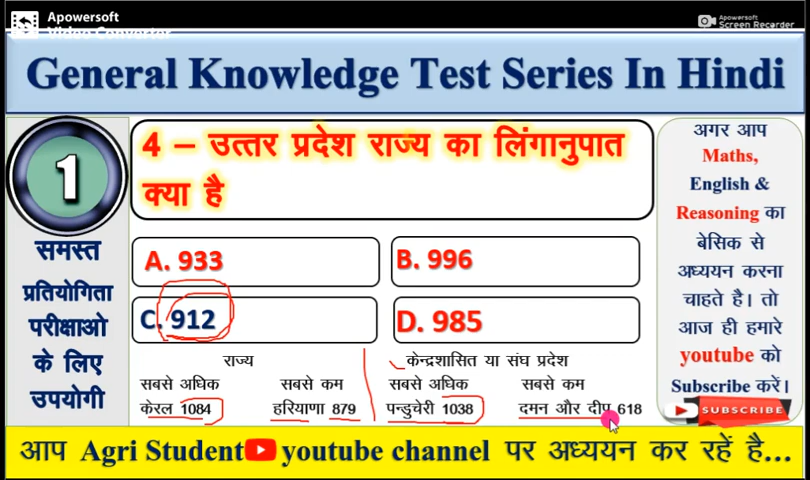 Apowersoft
Video Converter
Apowersoft
Screen Recorder
General Knowledge Test Series In Hindi
1
समस्त
प्रतियोगिता
परीक्षाओ
के लिए
उपयोगी
4 – उत्तर प्रदेश राज्य का लिंगानुपात
क्या है
A. 933
B. 996
C. 912
D. 985
राज्य
सबसे अधिक सबसे कम
केरल 1084 हरियाणा 879
केन्द्रशासित या संघ प्रदेश
सबसे अधिक सबसे कम
पन्डुचेरी 1038 दमन और दीप 618
अगर आप
Maths,
English &
Reasoning का
बेसिक से
अध्ययन करना
चाहते है। तो
आज ही हमारे
youtube को
Subscribe करें।
SUBSCRIBE
आप Agri Student youtube channel पर अध्ययन कर रहें है...